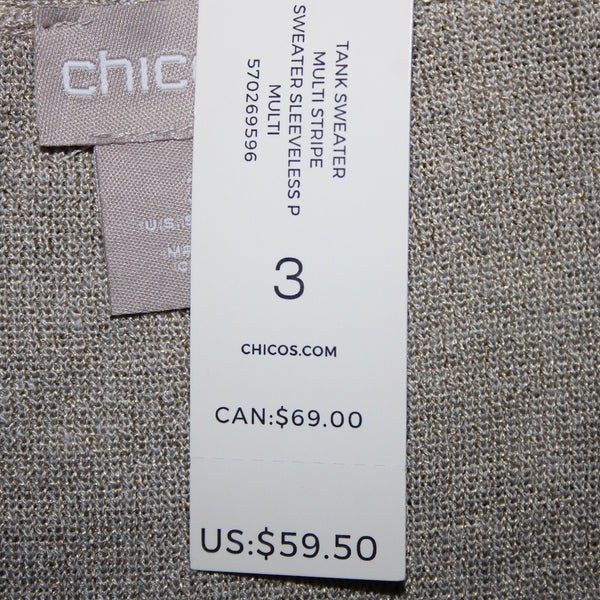 chico
U.S.
TANK SWEATER
MULTI STRIPE
SWEATER SLEEVELESS P
MULTI
570269596
3
CHICOS.COM
CAN:$69.00
US:$59.50